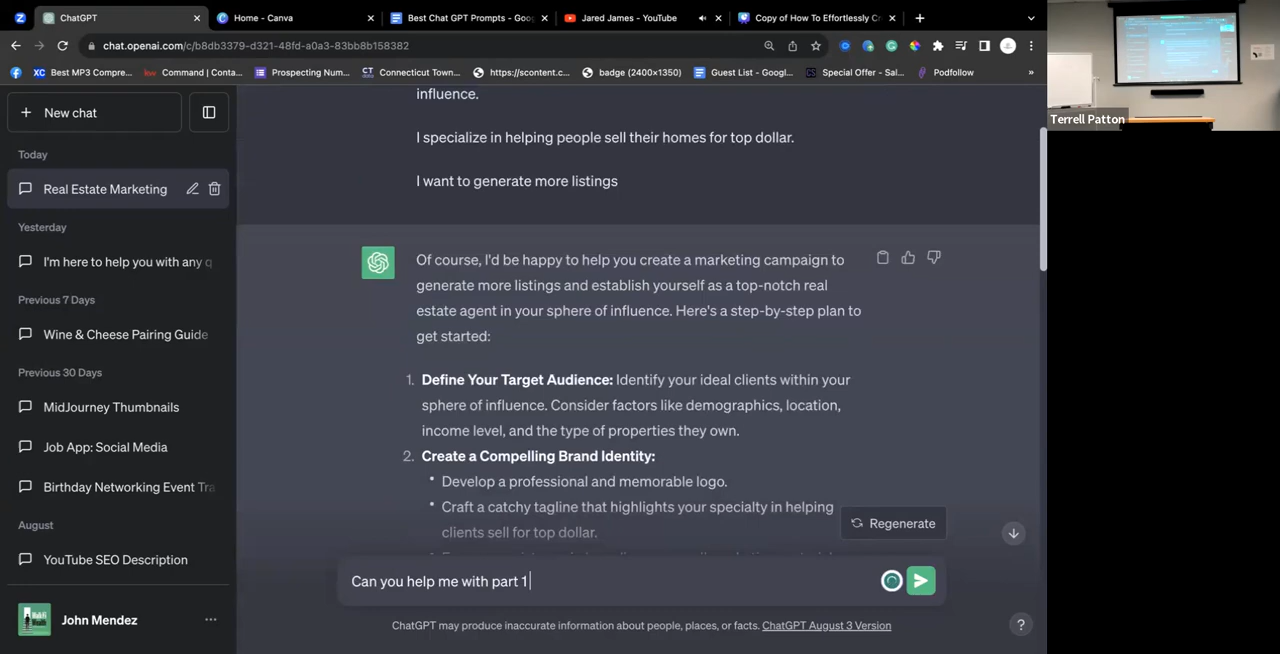 ChatGPT
Home - Canva
Best Chat GPT Prompts - Goo
Jared James - YouTube
Copy of How To Effortlessly Cr
chat.openai.com/c/b8db3379-d321-48fd-a0a3-83bb8b158382
XC Best MP3 Compre...
Command | Conta...
Prospecting Num...
CT Connecticut Town...
https://scontent.c...
badge (2400×1350)
Guest List - Googl...
CS Special Offer - Sal...
Podfollow
»
Terrell Patton
+ New chat
Today
Real Estate Marketing
Yesterday
I'm here to help you with any q
Previous 7 Days
Wine & Cheese Pairing Guide
Previous 30 Days
MidJourney Thumbnails
Job App: Social Media
Birthday Networking Event Tra
August
YouTube SEO Description
John Mendez
influence.
I specialize in helping people sell their homes for top dollar.
I want to generate more listings
Of course, I'd be happy to help you create a marketing campaign to
generate more listings and establish yourself as a top-notch real
estate agent in your sphere of influence. Here's a step-by-step plan to
get started:
1. Define Your Target Audience: Identify your ideal clients within your
sphere of influence. Consider factors like demographics, location,
income level, and the type of properties they own.
2. Create a Compelling Brand Identity:
• Develop a professional and memorable logo.
• Craft a catchy tagline that highlights your specialty in helping
clients sell for top dollar.
Regenerate
Can you help me with part 1
ChatGPT may produce inaccurate information about people, places, or facts. ChatGPT August 3 Version
?